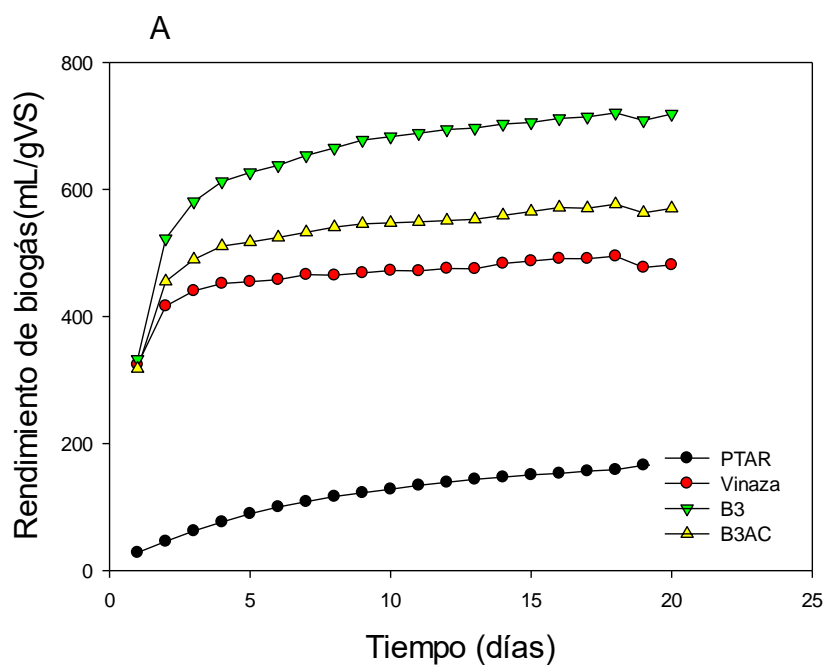 A
800
600
400
200
0
Rendimiento de biogás(mL/gVS)
PTAR
Vinaza
B3
B3AC
0 5 10 15 20 25
Tiempo (días)